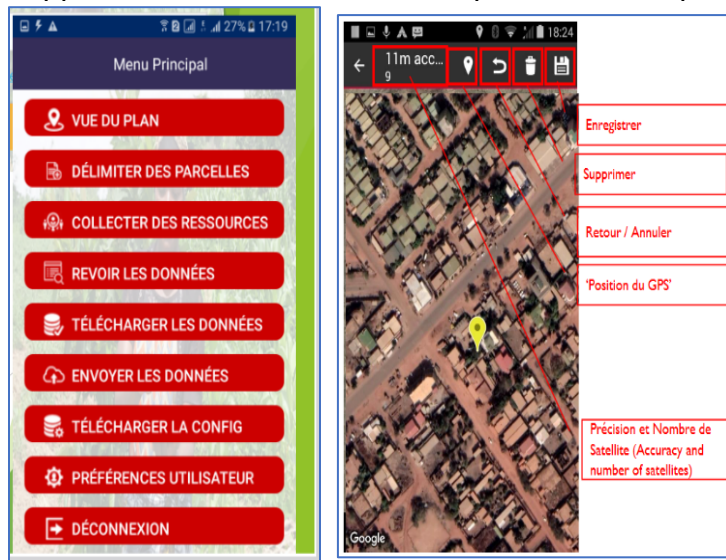 27% 17:19
Menu Principal
VUE DU PLAN
DÉLIMITER DES PARCELLES
COLLECTER DES RESSOURCES
REVOIR LES DONNÉES
TÉLÉCHARGER LES DONNÉES
ENVOYER LES DONNÉES
TÉLÉCHARGER LA CONFIG
PRÉFÉRENCES UTILISATEUR
DÉCONNEXION
18:24
11m acc...
9
Google
Enregistrer
Supprimer
Retour / Annuler
'Position du GPS'
Précision et Nombre de
Satellite (Accuracy and
number of satellites)